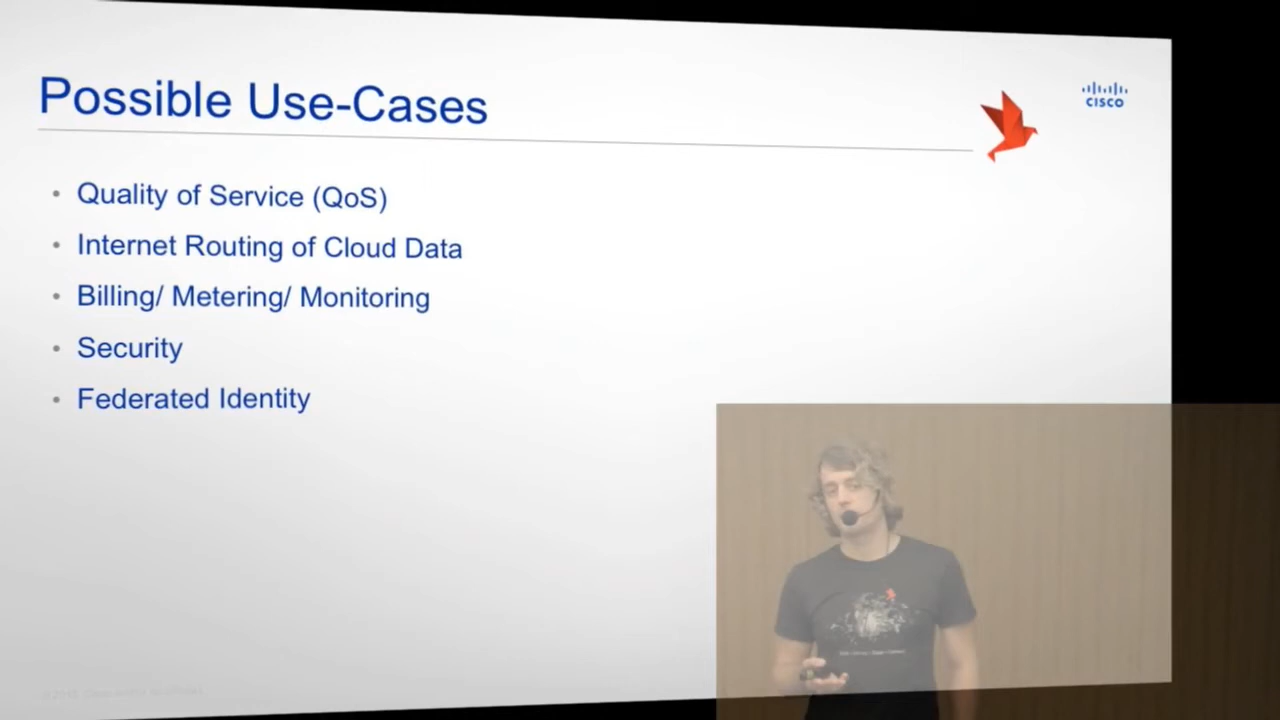 Possible Use-Cases
CISCO
• Quality of Service (QoS)
• Internet Routing of Cloud Data
• Billing/ Metering/ Monitoring
• Security
• Federated Identity